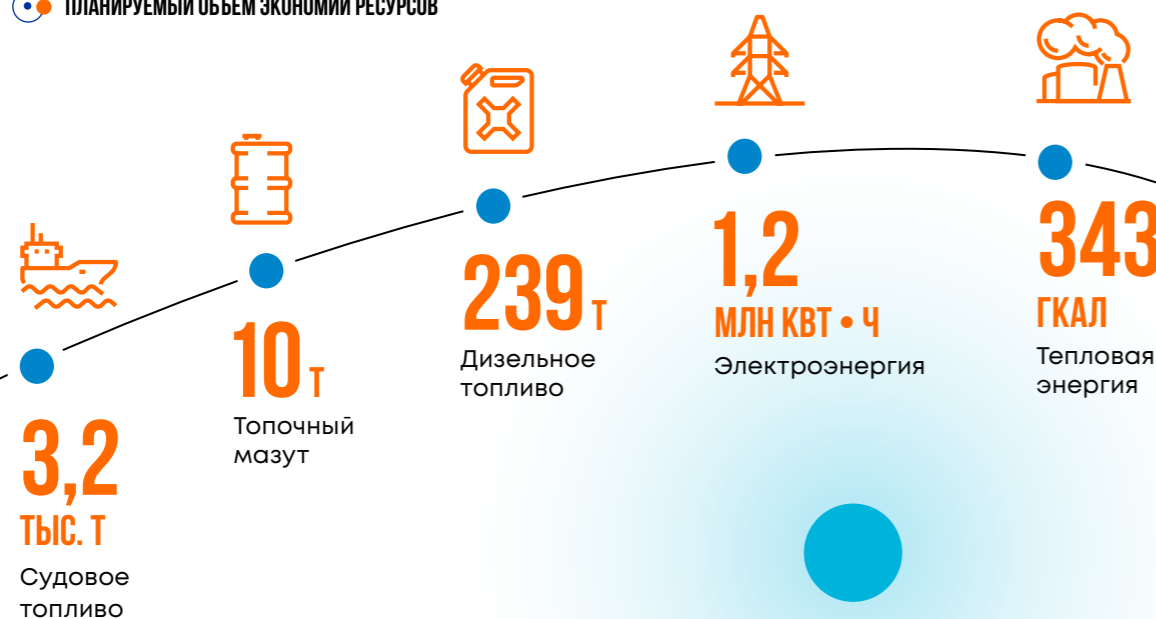 ПЛАНИРУЕМЫЙ ОБЪЕМ ЭКОНОМИИ РЕСУРСОВ
3,2
ТЫС. Т
Судовое
топливо
10 Т
Топочный
мазут
239 Т
Дизельное
топливо
1,2
МЛН КВТ • Ч
Электроэнергия
343
ГКАЛ
Тепловая
энергия